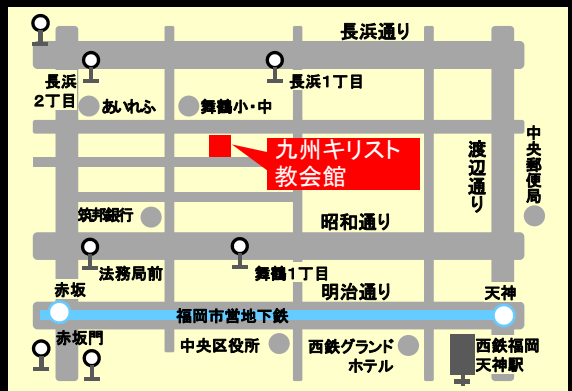 長浜通り
長浜
2丁目
長浜1丁目
あいれふ
舞鶴小・中
九州キリスト
教会館
渡辺通り
中央郵便局
筑邦銀行
昭和通り
法務局前
舞鶴1丁目
赤坂
明治通り
天神
福岡市営地下鉄
赤坂門
中央区役所
西鉄グランド
ホテル
西鉄福岡
天神駅